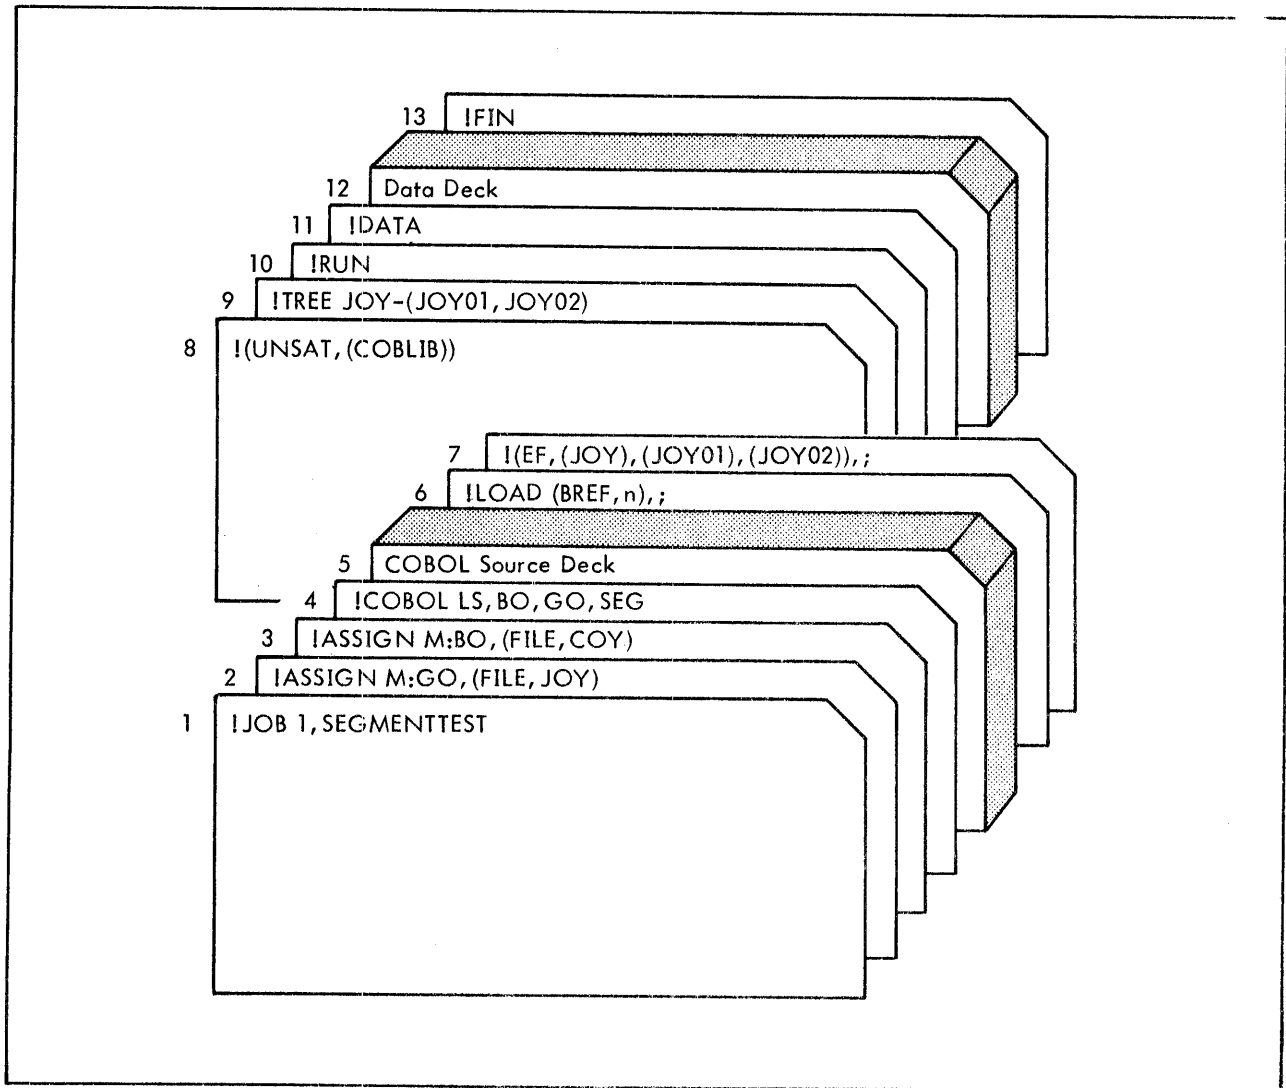 13 !FIN
12 Data Deck
11 !DATA
10 !RUN
9 !TREE JOY-(JOY01, JOY02)
8 !(UNSAT, (COBLIB))
7 !(EF, (JOY), (JOY01), (JOY02)), ;
6 !LOAD (BREF, n), ;
5 COBOL Source Deck
4 !COBOL LS, BO, GO, SEG
3 !ASSIGN M:BO, (FILE, COY)
2 !ASSIGN M:GO, (FILE, JOY)
1 !JOB 1, SEGMENTTEST